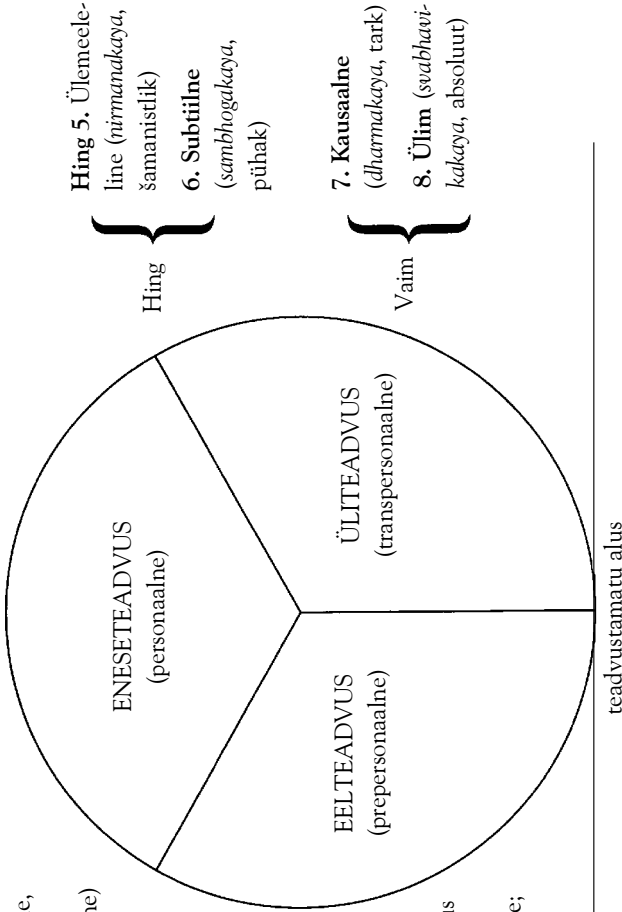 ENESETEADVUS
(personaalne)
EELTEADVUS
(prepersonaalne)
ÜLITEADVUS
(transpersonaalne)
Hing
Hing 5. Ülemeele-
line (nirmanakaya,
šamanistlik)
6. Subtiilne
(sambhogakaya,
pühak)
Vaim
7. Kausaalne
(dharmakaya, tark)
8. Ülim (svabhavi-
kakaya, absoluut)
teadvustamatu alus